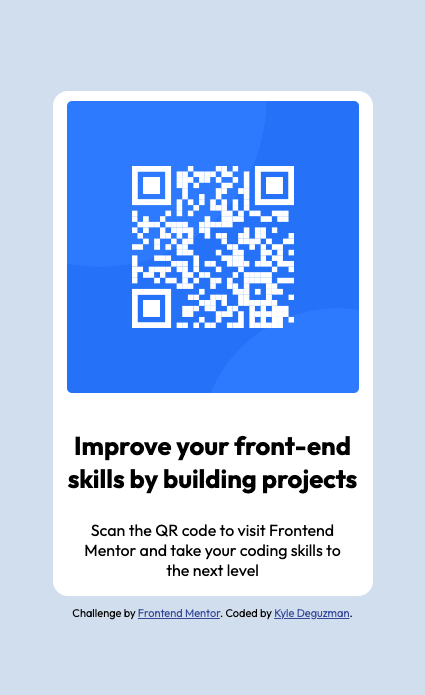 Improve your front-end
skills by building projects
Scan the QR code to visit Frontend
Mentor and take your coding skills to
the next level
Challenge by Frontend Mentor. Coded by Kyle Deguzman.